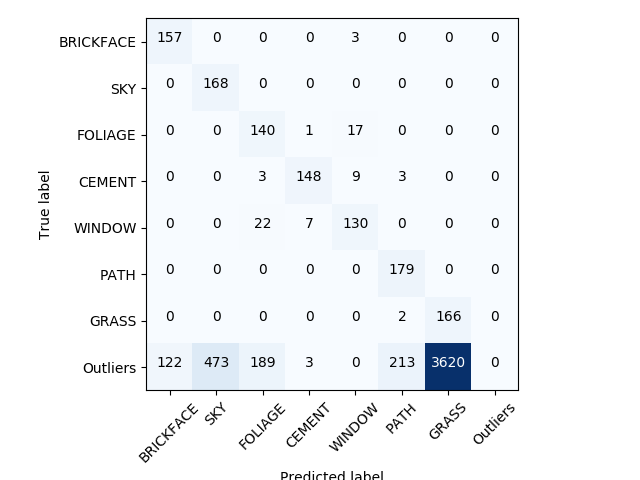 BRICKFACE 157 0 0 0 3 0 0 0
SKY 0 168 0 0 0 0 0 0
FOLIAGE 0 0 140 1 17 0 0 0
CEMENT 0 0 3 148 9 3 0 0
WINDOW 0 0 22 7 130 0 0 0
PATH 0 0 0 0 0 179 0 0
GRASS 0 0 0 0 0 2 166 0
Outliers 122 473 189 3 0 213 3620 0
True label
BRICKFACE SKY FOLIAGE CEMENT WINDOW PATH GRASS Outliers
Predicted label